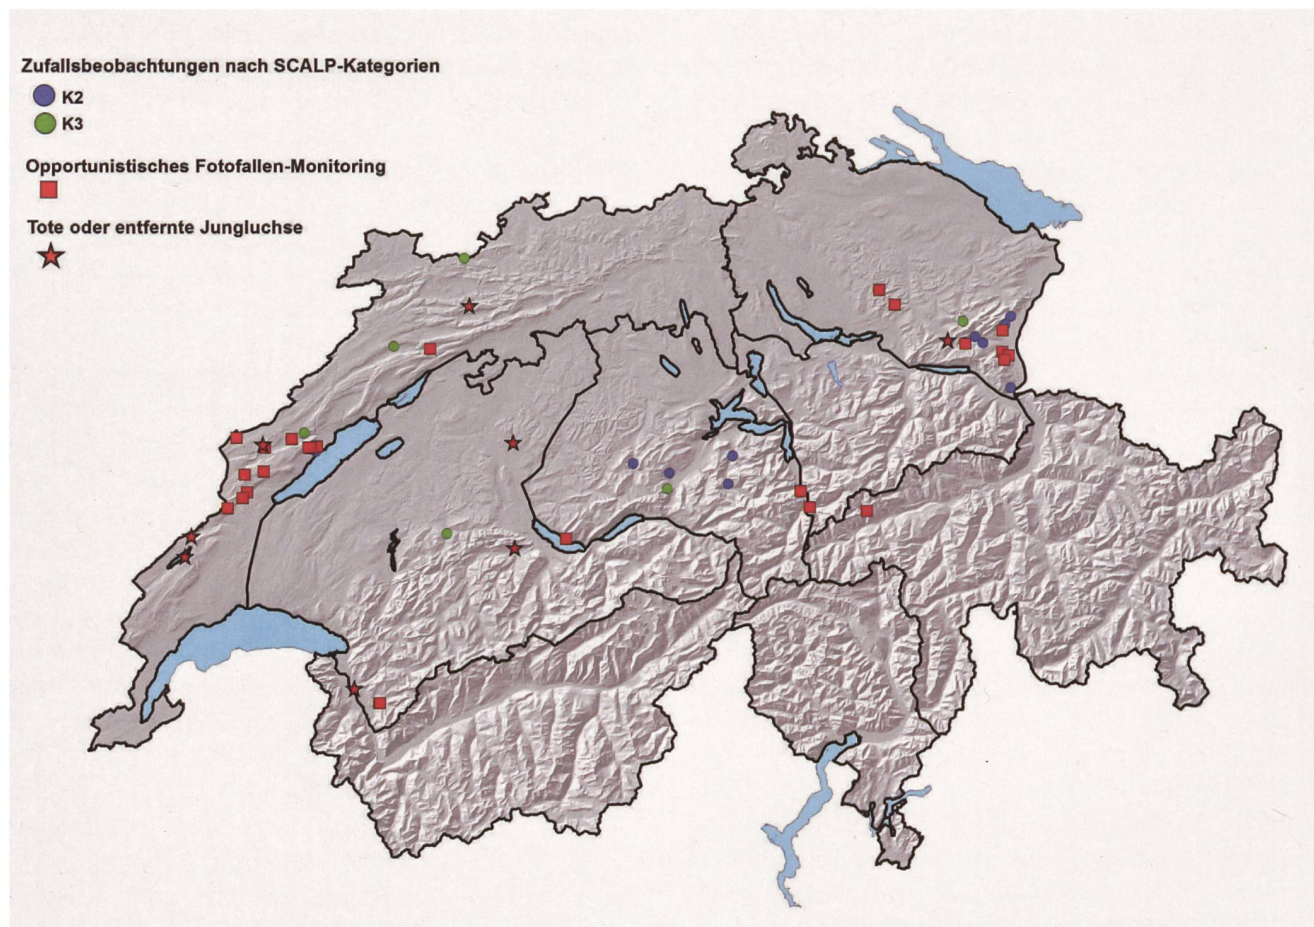 Zufallsbeobachtungen nach SCALP-Kategorien
K2
K3
Opportunistisches Fotofallen-Monitoring
Tote oder entfernte Jungluchse